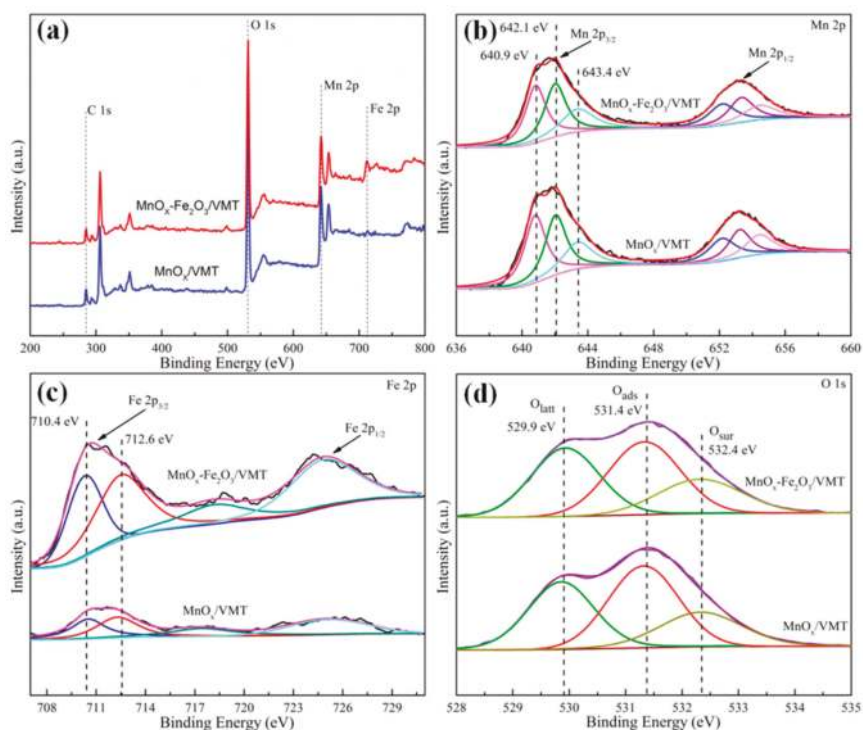 (a)
C 1s
O 1s
Mn 2p
Fe 2p
MnOₓ-Fe₂O₃/VMT
MnOₓ/VMT
Intensity (a.u.)
200 300 400 500 600 700 800
Binding Energy (eV)
(b)
642.1 eV
Mn 2p₃/₂
Mn 2p
640.9 eV
643.4 eV
Mn 2p₁/₂
MnOₓ-Fe₂O₃/VMT
MnOₓ/VMT
Intensity (a.u.)
636 640 644 648 652 656 660
Binding Energy (eV)
(c)
Fe 2p
710.4 eV
Fe 2p₃/₂
712.6 eV
Fe 2p₁/₂
MnOₓ-Fe₂O₃/VMT
MnOₓ/VMT
Intensity (a.u.)
708 711 714 717 720 723 726 729
Binding Energy (eV)
(d)
O 1s
Oₗₐₜₜ
529.9 eV
Oₐdₛ
531.4 eV
Oₛᵤᵣ
532.4 eV
MnOₓ-Fe₂O₃/VMT
MnOₓ/VMT
Intensity (a.u.)
528 529 530 531 532 533 534 535
Binding Energy (eV)